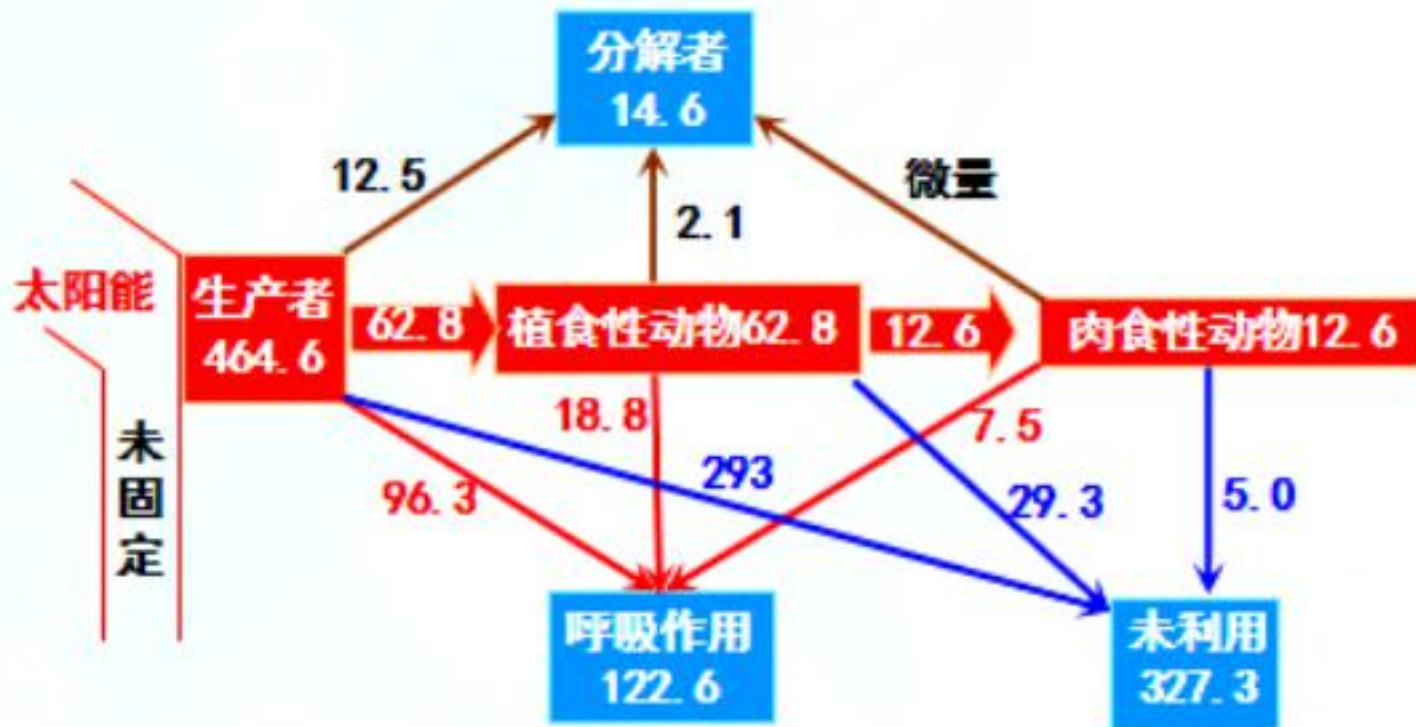 分解者
14.6
12.5
微量
2.1
太阳能
生产者
464.6
62.8
植食性动物62.8
12.6
肉食性动物12.6
未
固
定
18.8
7.5
96.3
293
29.3
5.0
呼吸作用
122.6
未利用
327.3